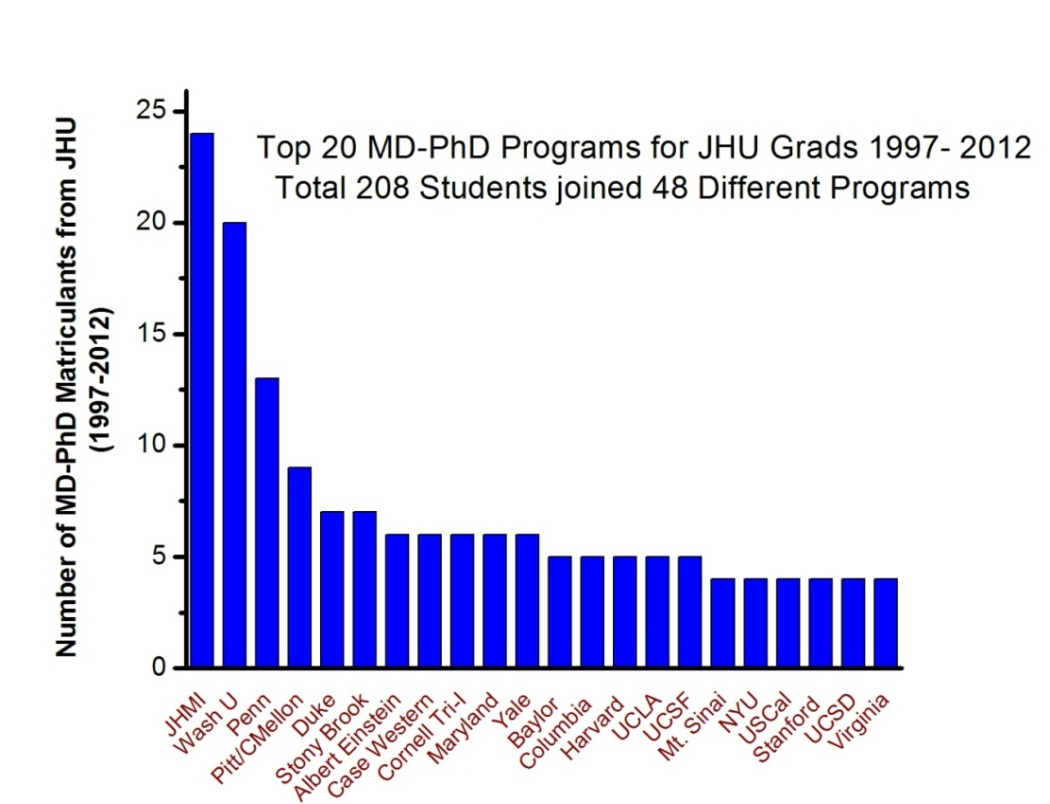 Top 20 MD-PhD Programs for JHU Grads 1997- 2012
Total 208 Students joined 48 Different Programs
Number of MD-PhD Matriculants from JHU
(1997-2012)
25
20
15
10
5
0
JHMI
Wash U
Penn
Pitt/CMellon
Duke
Stony Brook
Albert Einstein
Case Western
Cornell Tri-I
Maryland
Yale
Baylor
Columbia
Harvard
UCLA
UCSF
Mt. Sinai
NYU
USCal
Stanford
UCSD
Virginia